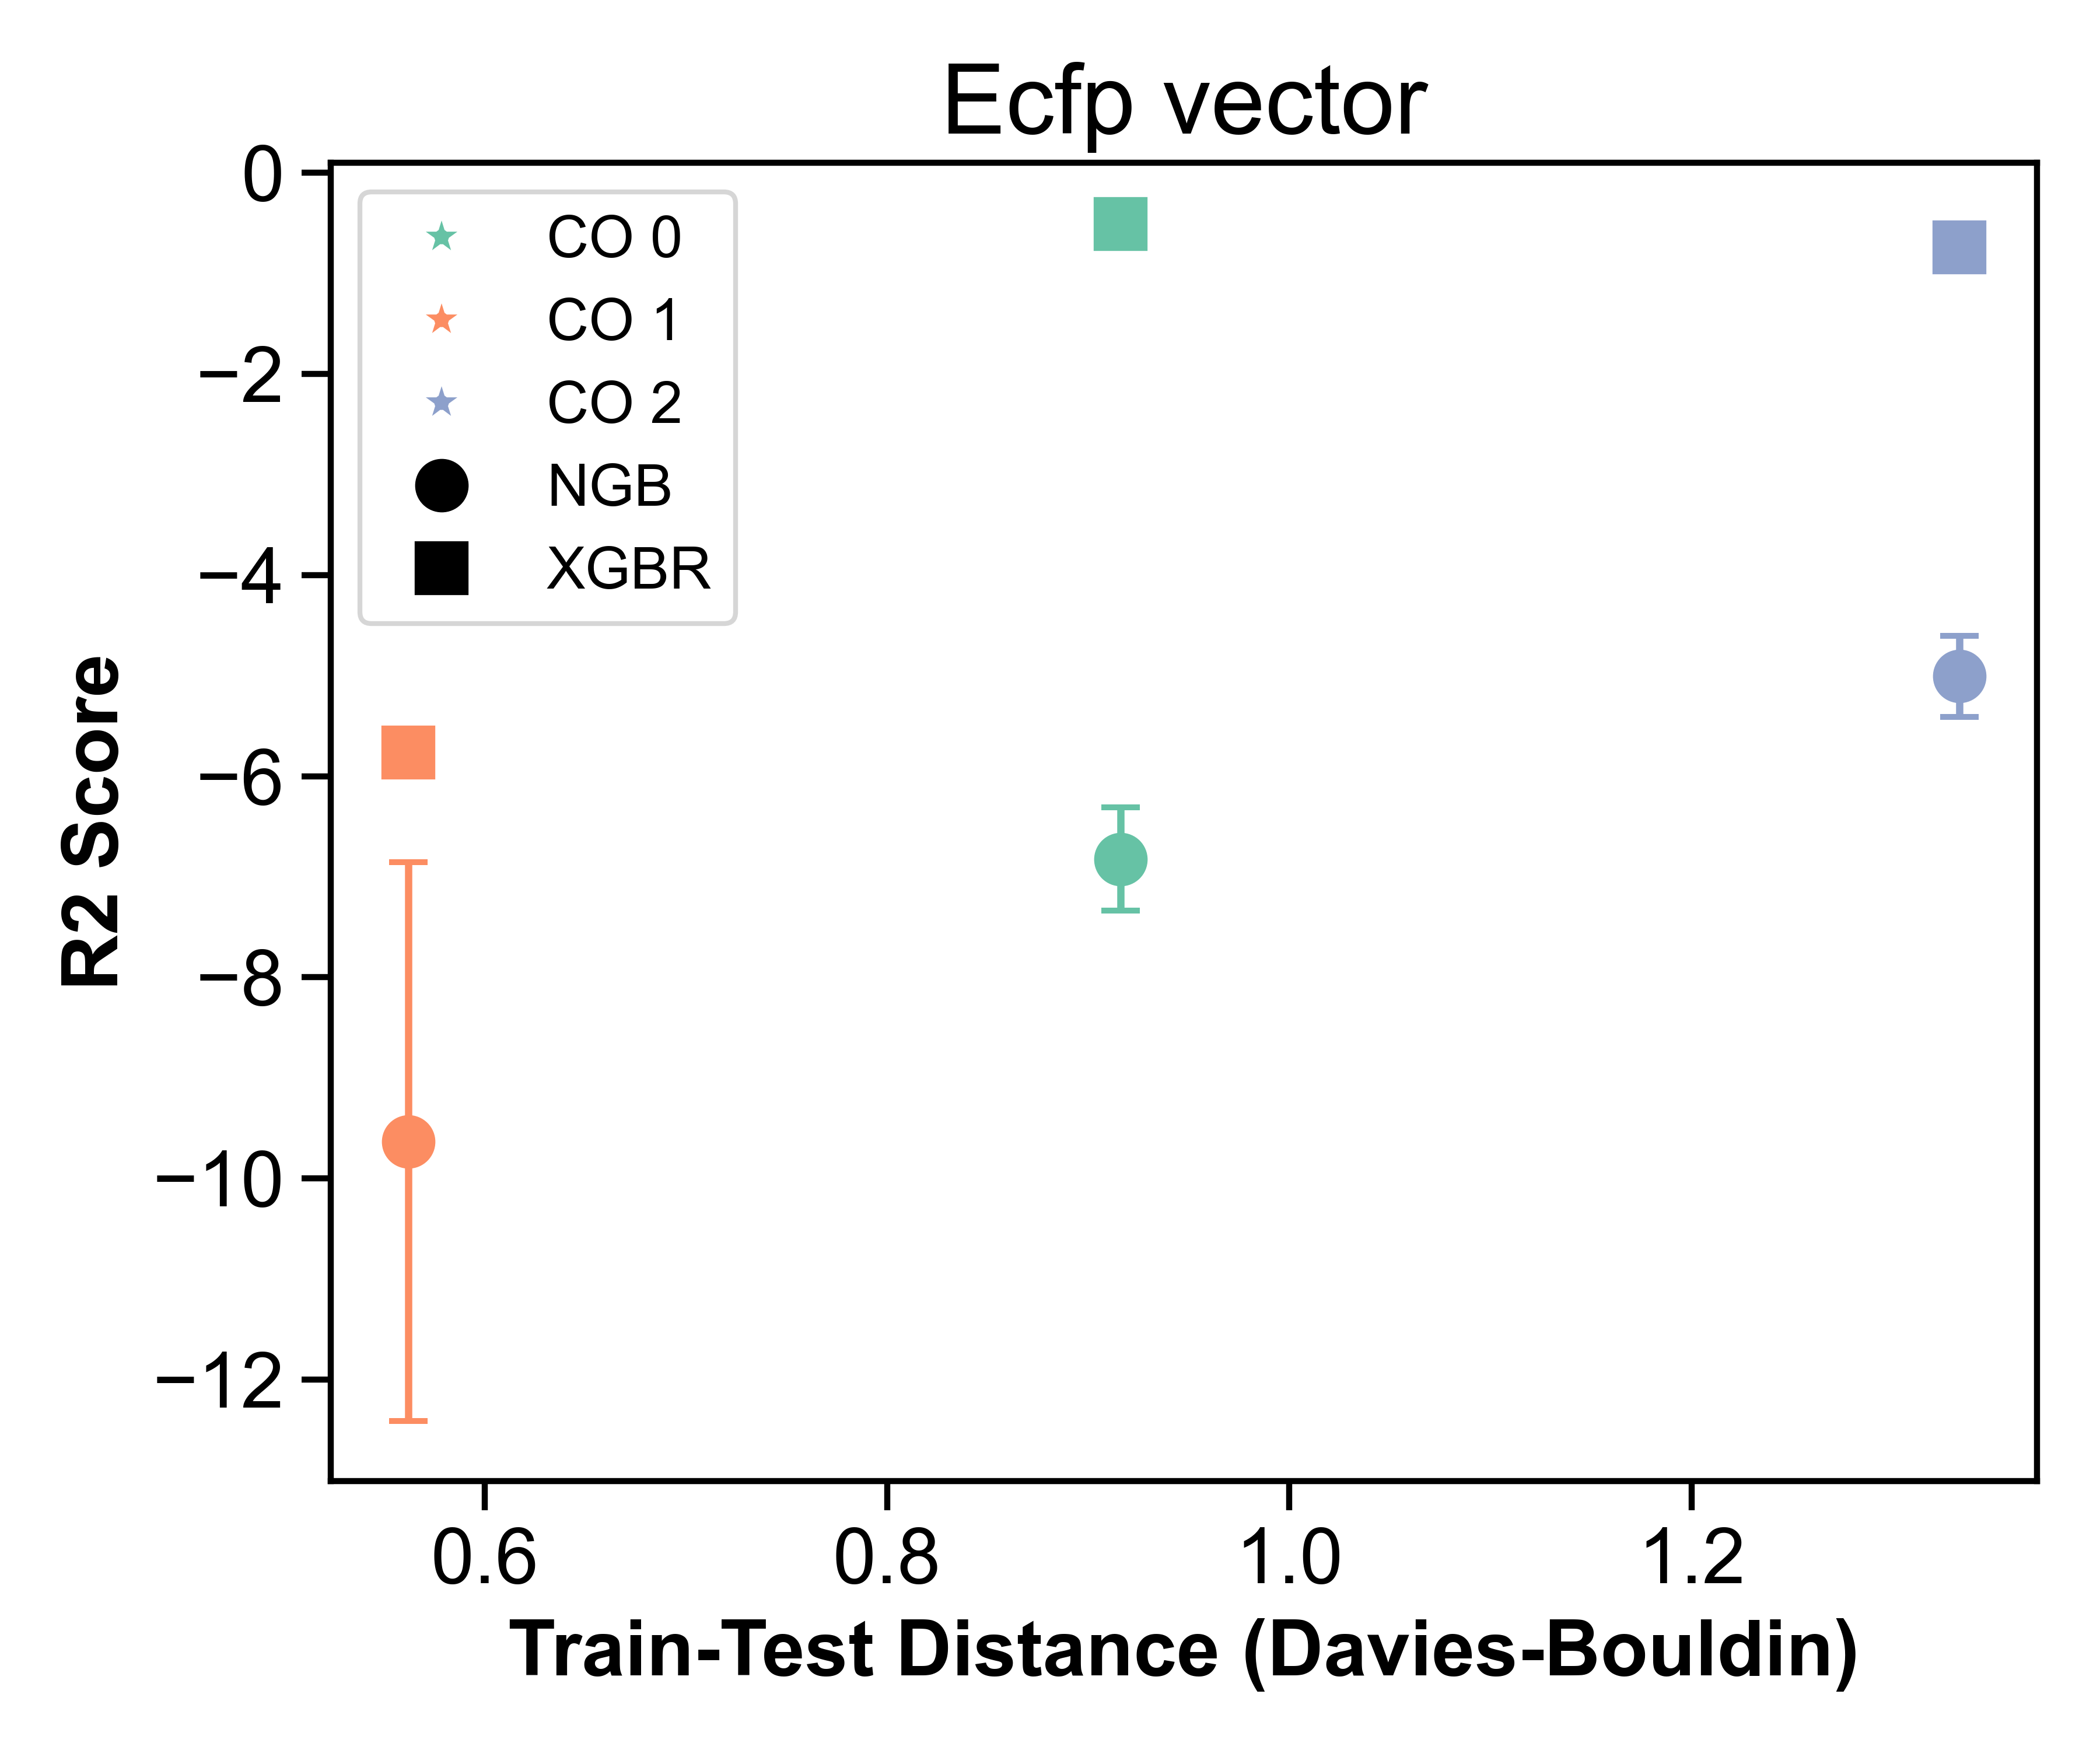 Ecfp vector
0
−2
−4
−6
−8
−10
−12
R2 Score
CO 0
CO 1
CO 2
NGB
XGBR
0.6
0.8
1.0
1.2
Train-Test Distance (Davies-Bouldin)